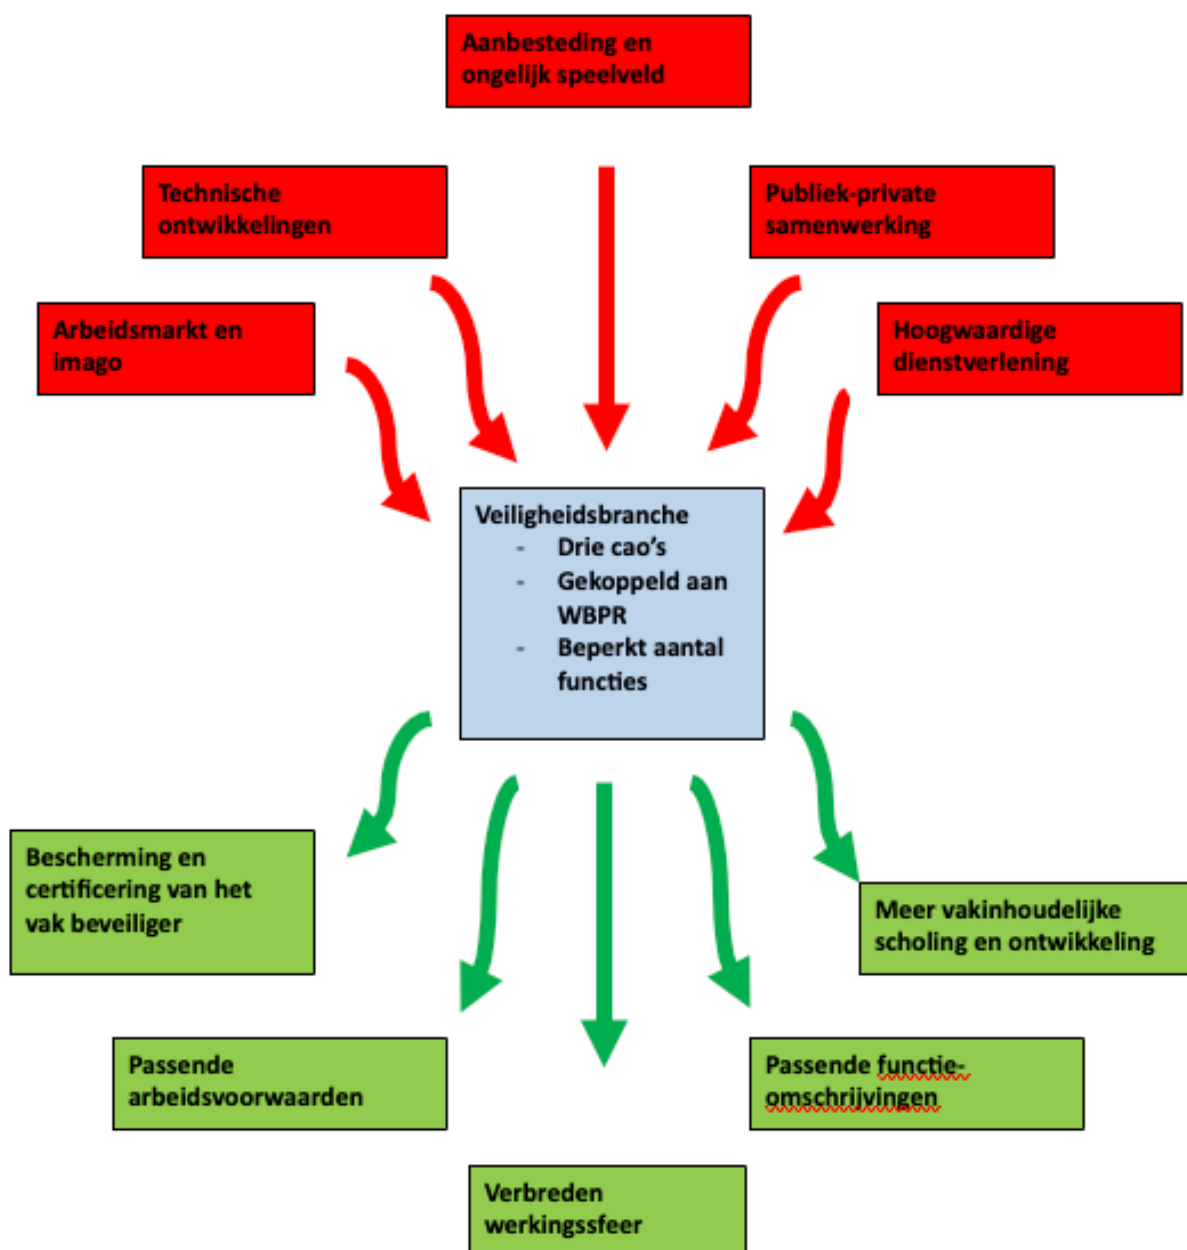 Aanbesteding en
ongelijk speelveld
Technische
ontwikkelingen
Publiek-private
samenwerking
Arbeidsmarkt en
imago
Hoogwaardige
dienstverlening
Veiligheidsbranche
- Drie cao’s
- Gekoppeld aan
WBPR
- Beperkt aantal
functies
Bescherming en
certificering van het
vak beveiliger
Meer vakinhoudelijke
scholing en ontwikkeling
Passende
arbeidsvoorwaarden
Passende functie-
omschrijvingen
Verbreden
werkingssfeer